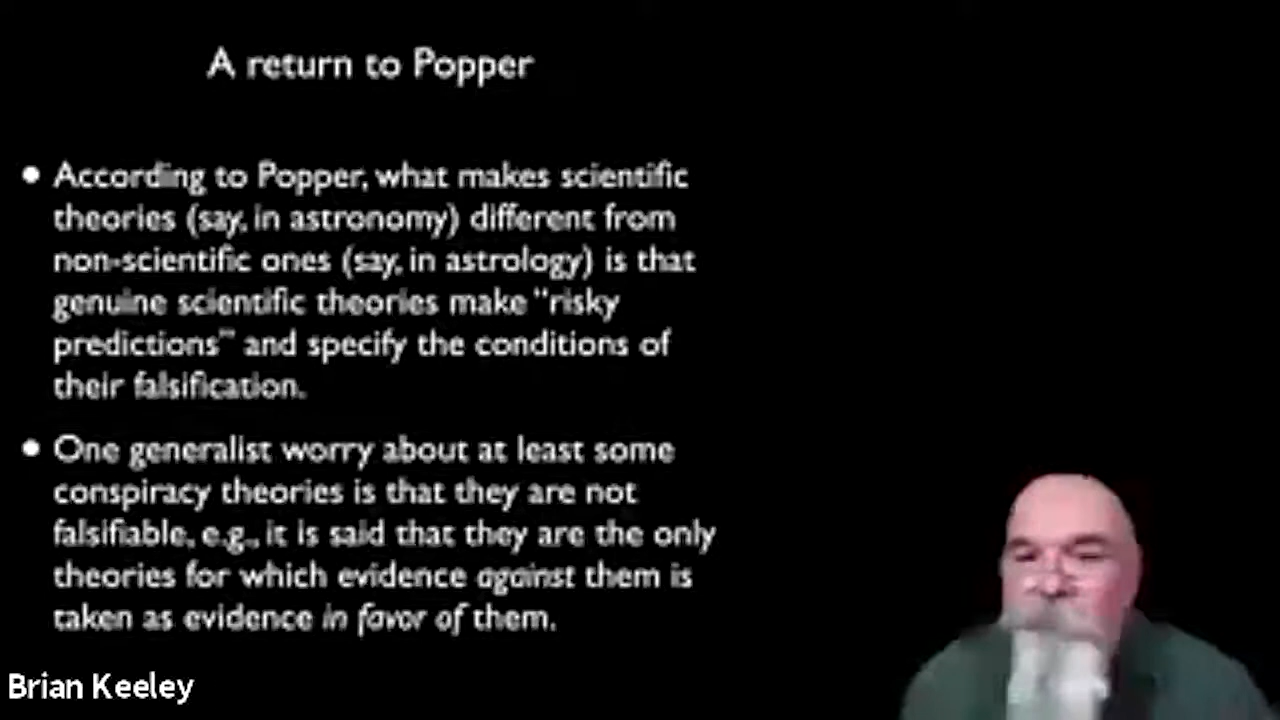 A return to Popper
• According to Popper, what makes scientific
theories (say, in astronomy) different from
non-scientific ones (say, in astrology) is that
genuine scientific theories make "risky
predictions" and specify the conditions of
their falsification.
• One generalist worry about at least some
conspiracy theories is that they are not
falsifiable, e.g., it is said that they are the only
theories for which evidence against them is
taken as evidence in favor of them.
Brian Keeley